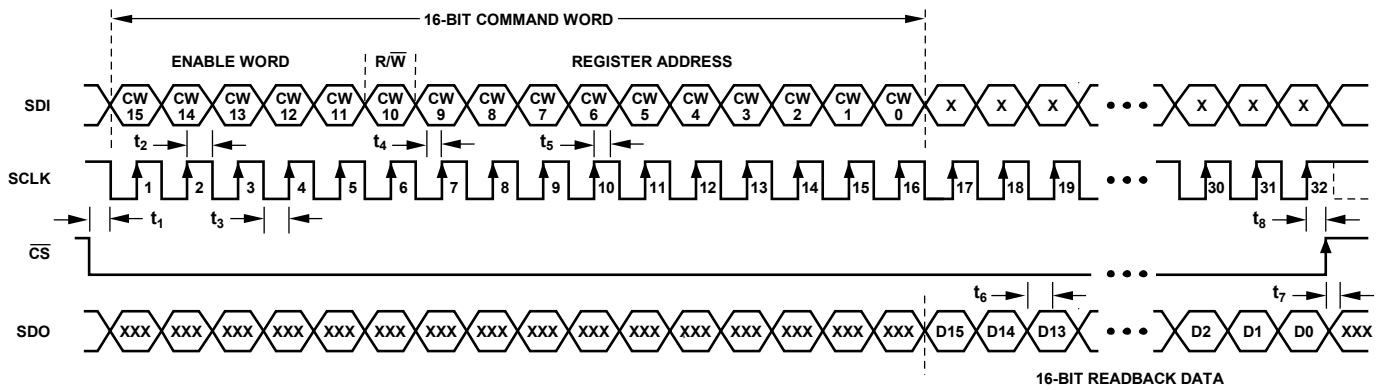 16-BIT COMMAND WORD
ENABLE WORD R/W̅ REGISTER ADDRESS
SDI CW 15 CW 14 CW 13 CW 12 CW 11 CW 10 CW 9 CW 8 CW 7 CW 6 CW 5 CW 4 CW 3 CW 2 CW 1 CW 0 X X X X X X
t2 t4 t5
SCLK 1 2 3 4 5 6 7 8 9 10 11 12 13 14 15 16 17 18 19 30 31 32
t1 t3 t8
C̅S̅
t6 t7
SDO XXX XXX XXX XXX XXX XXX XXX XXX XXX XXX XXX XXX XXX XXX XXX XXX D15 D14 D13 D2 D1 D0 XXX
16-BIT READBACK DATA